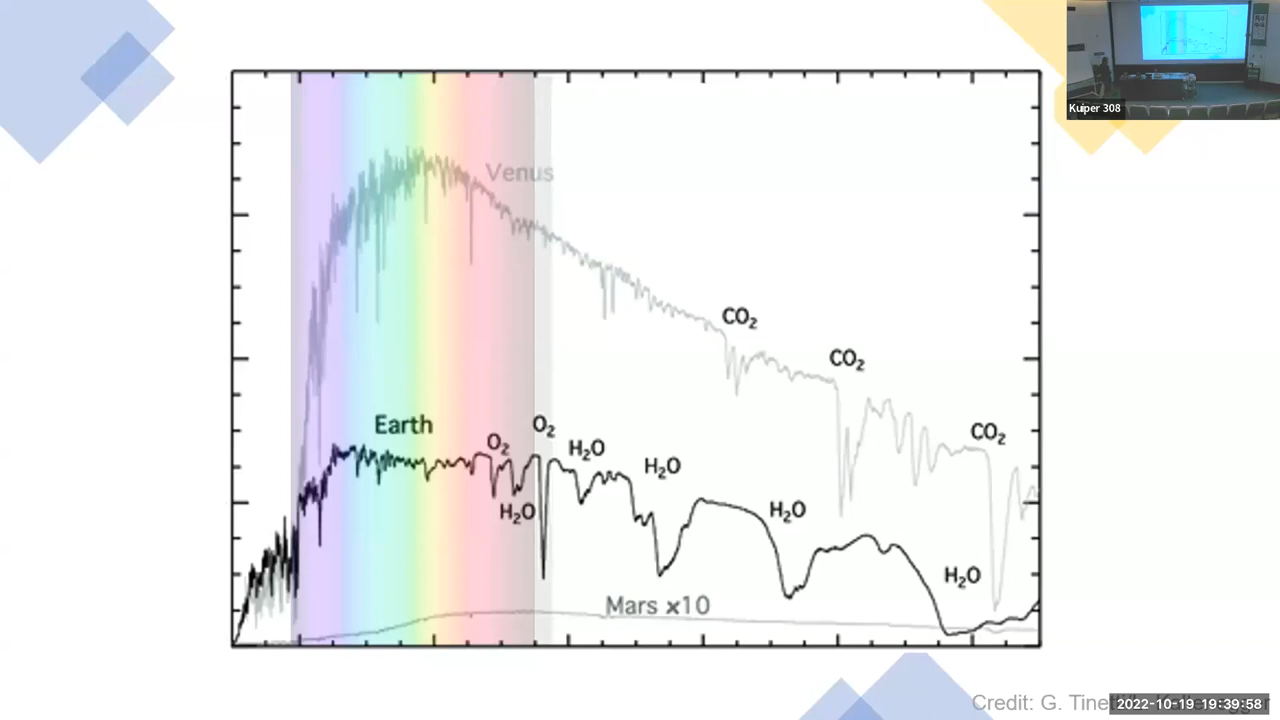 Kuiper 308
Venus
CO₂
CO₂
Earth
O₂
O₂
H₂O
H₂O
CO₂
H₂O
H₂O
H₂O
Mars x10
Credit: G. Tinetti
2022-10-19 19:39:58